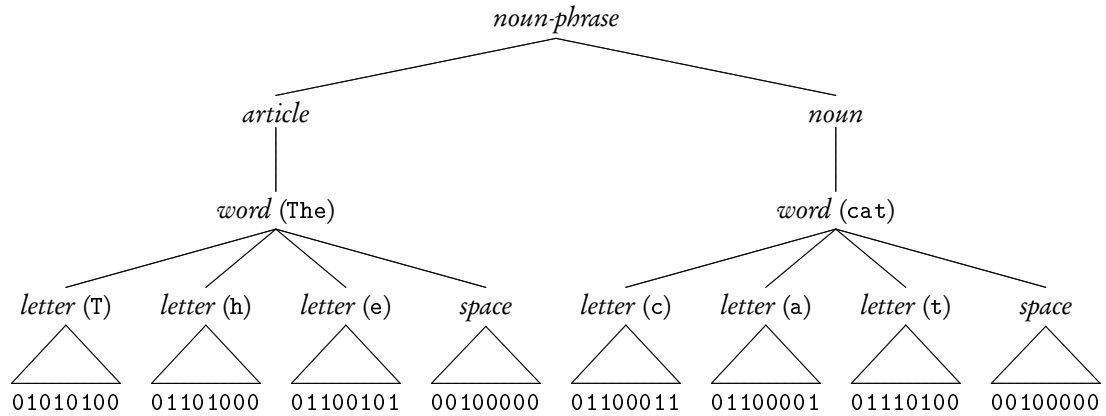 noun-phrase
article noun
word (The) word (cat)
letter (T) letter (h) letter (e) space letter (c) letter (a) letter (t) space
01010100 01101000 01100101 00100000 01100011 01100001 01110100 00100000